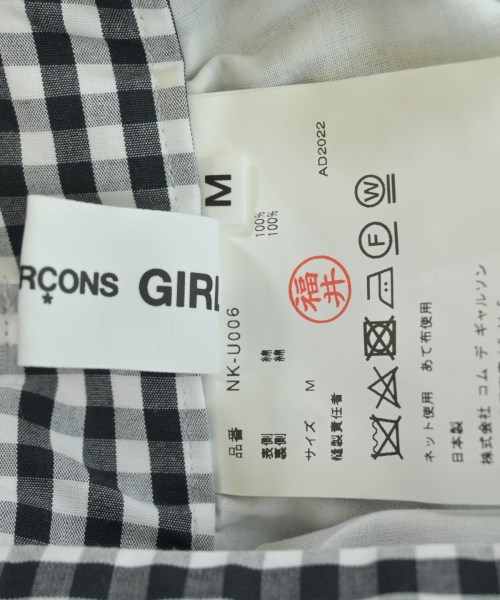 RÇONS GIRL
M
品番 NK-U006
表側 綿 100%
裏側 綿 100%
サイズ M
縫製責任者 福井
AD2022
W
F
ネット使用 あて布使用
日本製
株式会社 コム デ ギャルソン